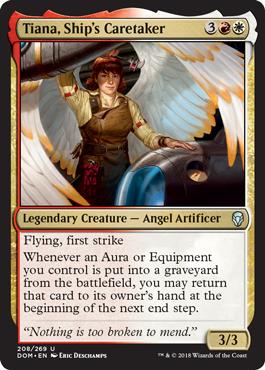 Tiana, Ship's Caretaker 3
Legendary Creature — Angel Artificer
Flying, first strike
Whenever an Aura or Equipment
you control is put into a graveyard
from the battlefield, you may return
that card to its owner's hand at the
beginning of the next end step.
"Nothing is too broken to mend."
3/3
208/269 U
DOM • EN Eric Deschamps
™ & © 2018 Wizards of the Coast